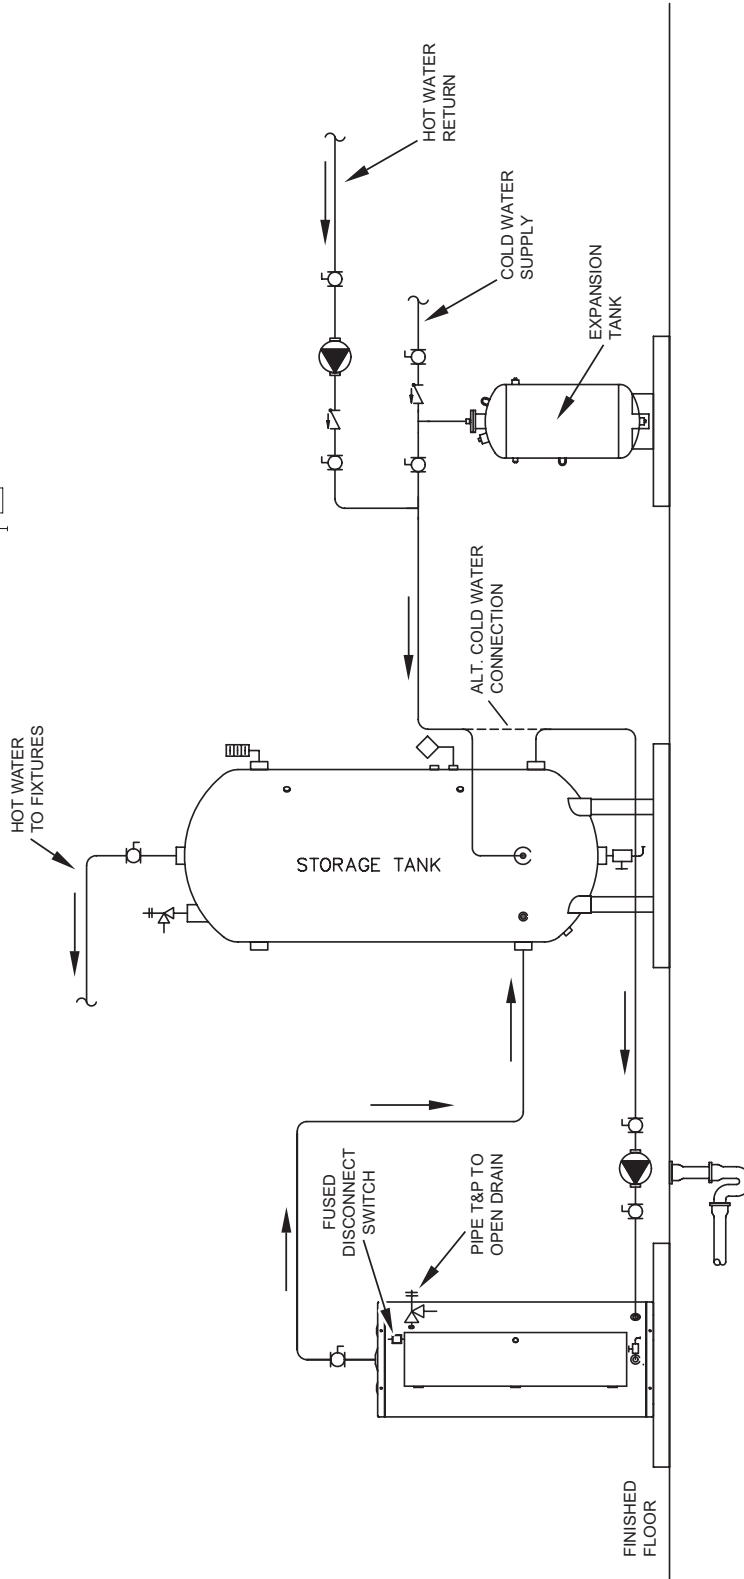 HOT WATER
TO FIXTURES
HOT WATER
RETURN
COLD WATER
SUPPLY
EXPANSION
TANK
ALT. COLD WATER
CONNECTION
STORAGE TANK
FUSED
DISCONNECT
SWITCH
PIPE T&P TO
OPEN DRAIN
FINISHED
FLOOR